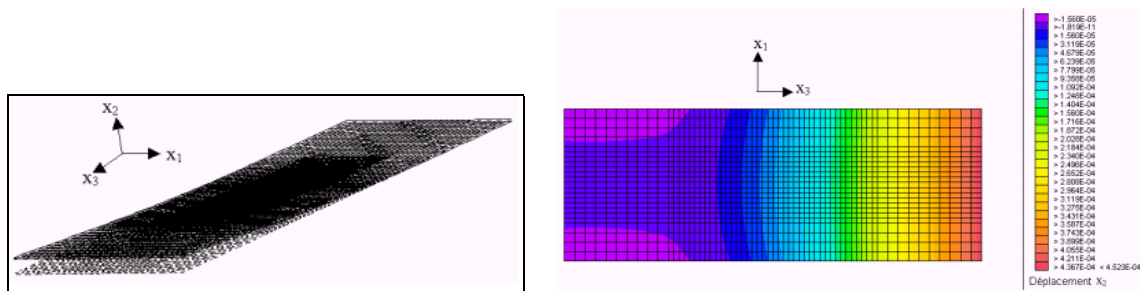 x₂
x₁
x₃
x₁
x₃
>-1.560E-05
>-1.819E-11
> 1.560E-05
> 3.119E-05
> 4.679E-05
> 6.239E-05
> 7.799E-05
> 9.358E-05
> 1.092E-04
> 1.248E-04
> 1.404E-04
> 1.560E-04
> 1.716E-04
> 1.872E-04
> 2.028E-04
> 2.184E-04
> 2.340E-04
> 2.496E-04
> 2.652E-04
> 2.808E-04
> 2.964E-04
> 3.119E-04
> 3.275E-04
> 3.431E-04
> 3.587E-04
> 3.743E-04
> 3.899E-04
> 4.055E-04
> 4.211E-04
> 4.367E-04 < 4.523E-04
Déplacement x₂